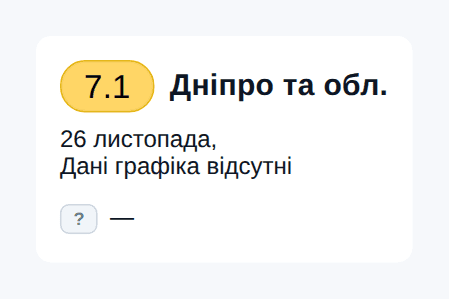 7.1 Дніпро та обл.
26 листопада,
Дані графіка відсутні
? —